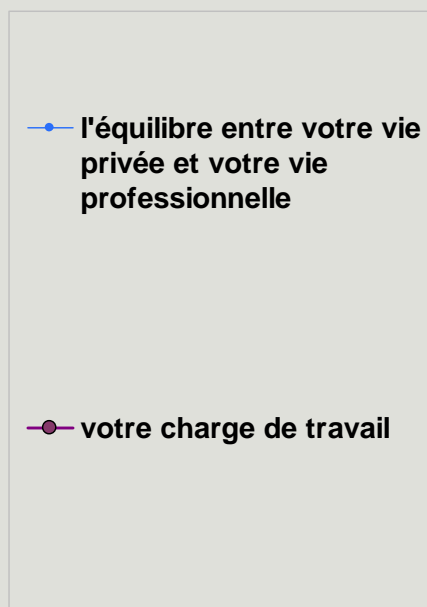 l'équilibre entre votre vie
privée et votre vie
professionnelle
votre charge de travail